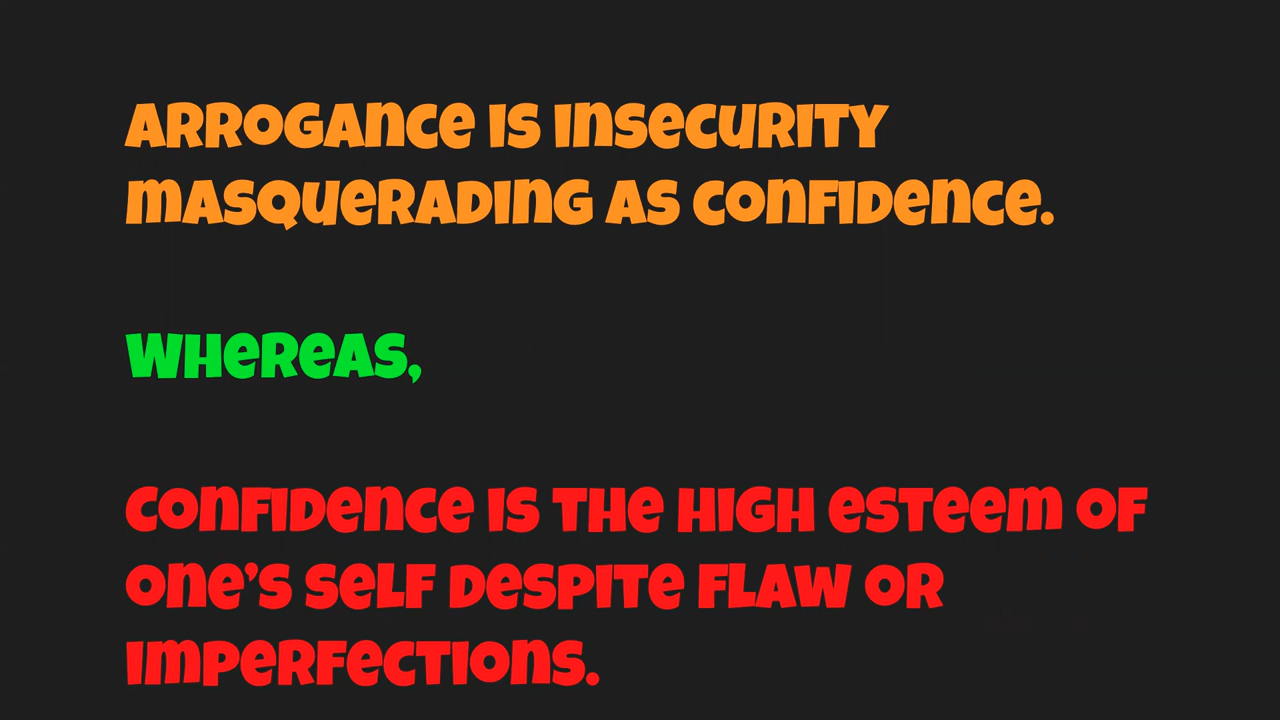 Arrogance is insecurity
masquerading as confidence.
Whereas,
Confidence is the high esteem of
one's self despite flaw or
imperfections.